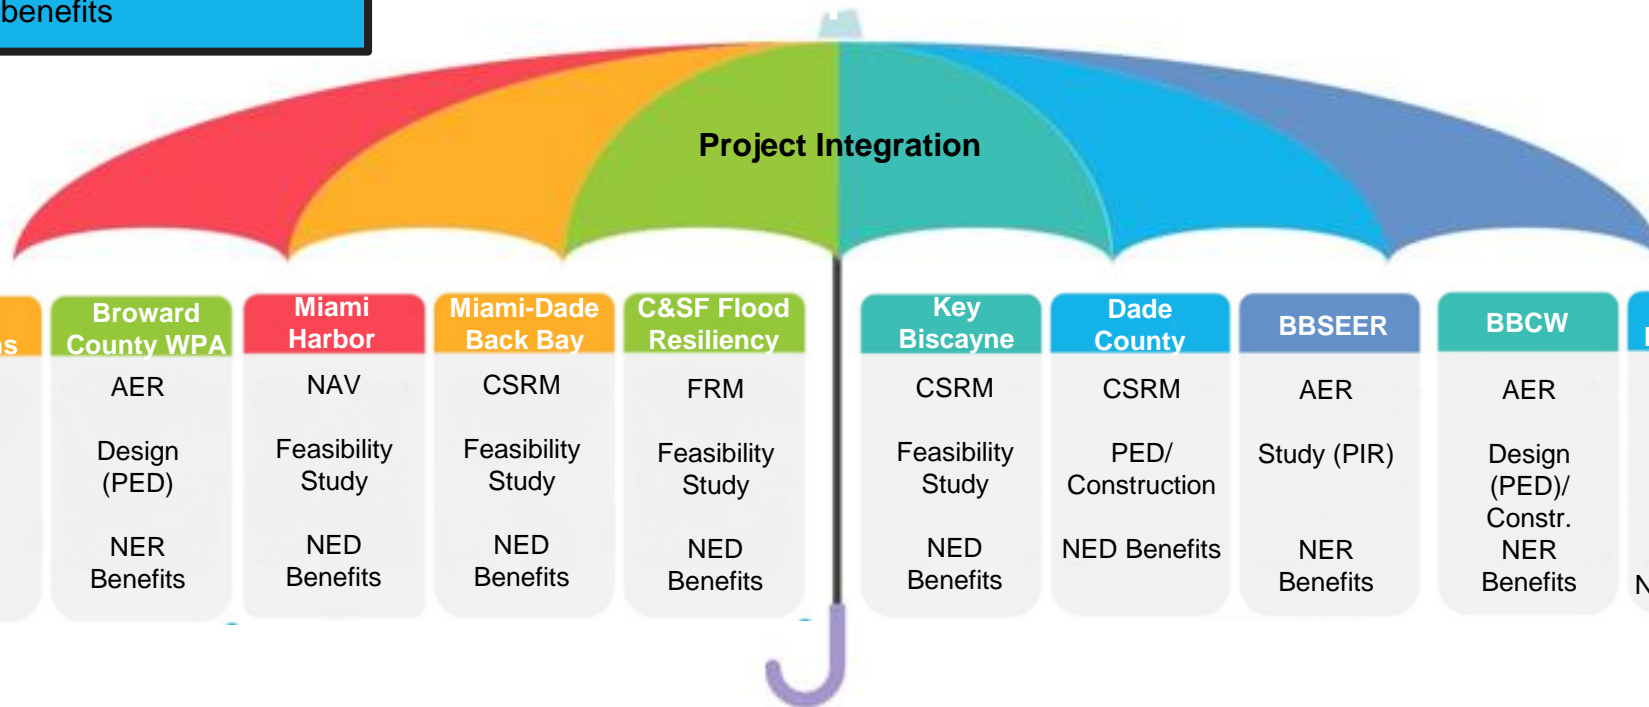 benefits
Project Integration
Broward
County WPA
AER
Design
(PED)
NER
Benefits
Miami
Harbor
NAV
Feasibility
Study
NED
Benefits
Miami-Dade
Back Bay
CSRM
Feasibility
Study
NED
Benefits
C&SF Flood
Resiliency
FRM
Feasibility
Study
NED
Benefits
Key
Biscayne
CSRM
Feasibility
Study
NED
Benefits
Dade
County
CSRM
PED/
Construction
NED Benefits
BBSEER
AER
Study (PIR)
NER
Benefits
BBCW
AER
Design
(PED)/
Constr.
NER
Benefits